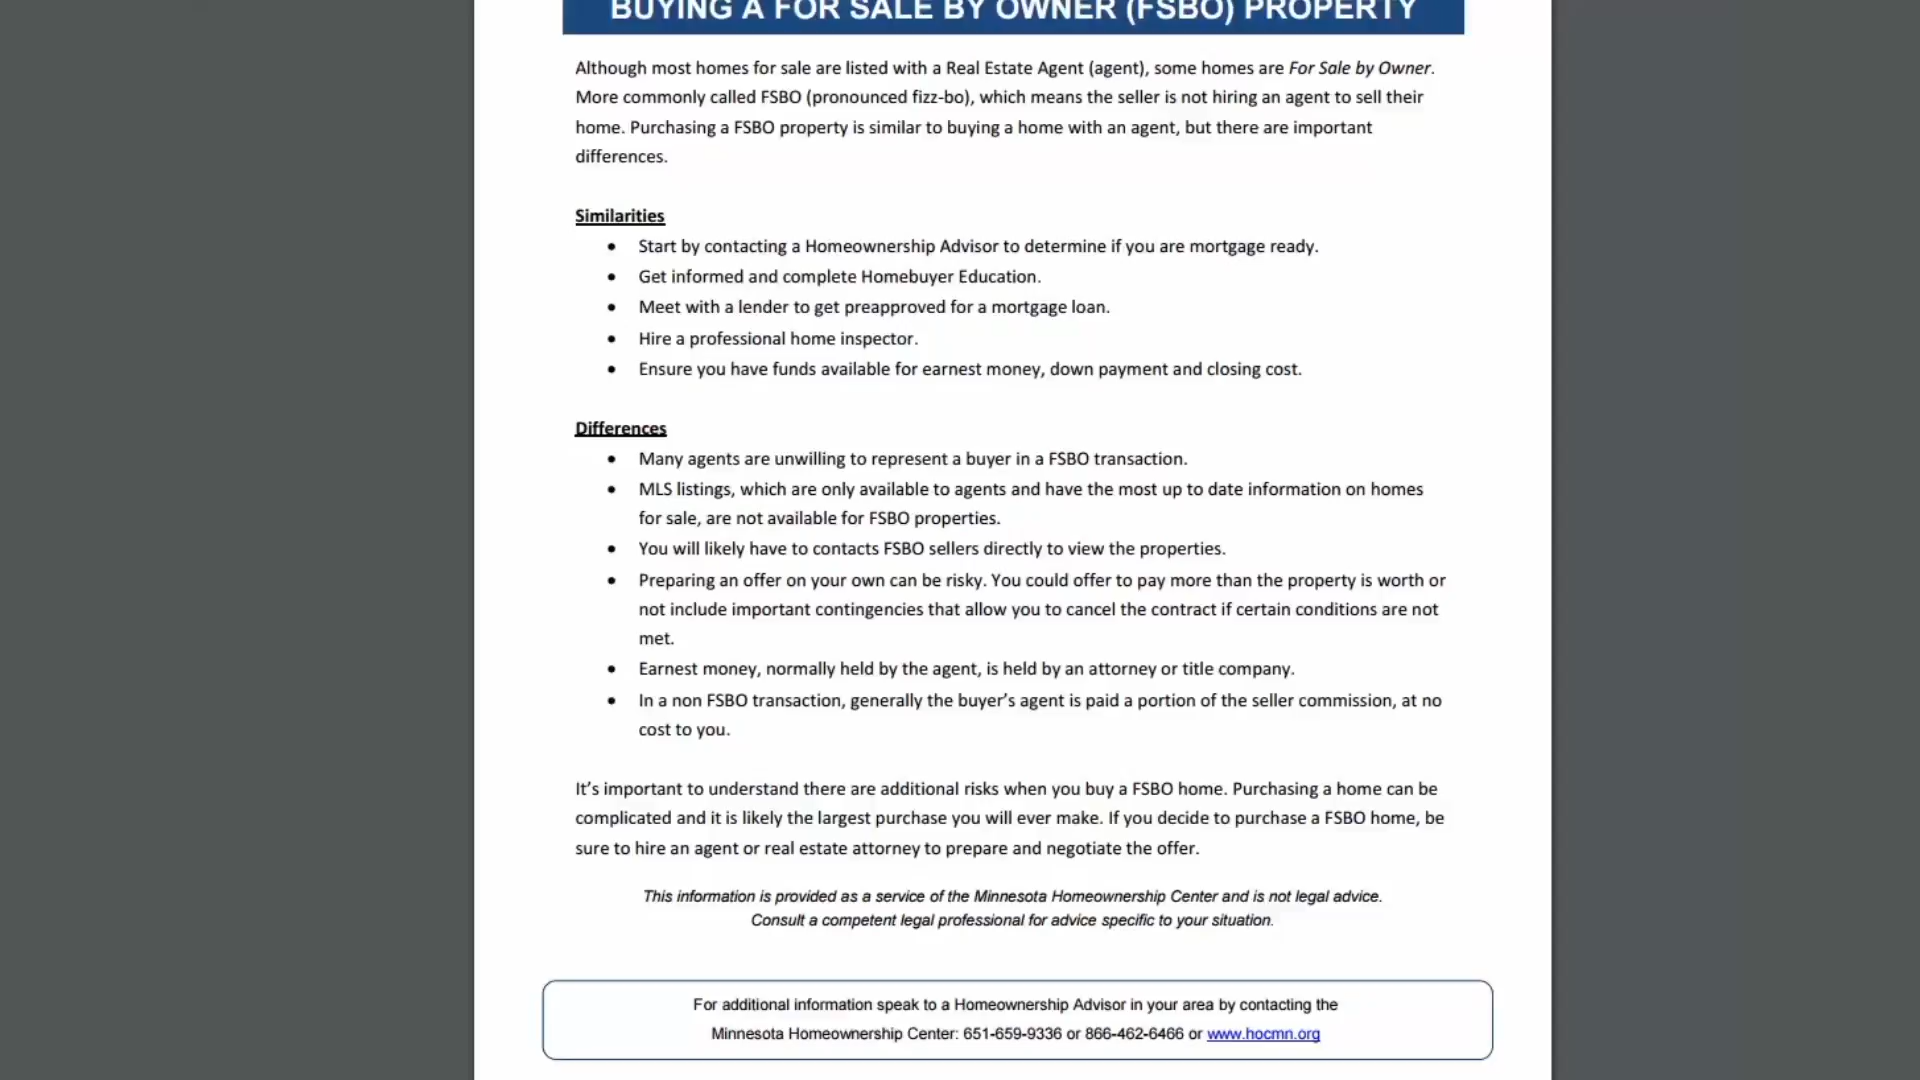 BUYING A FOR SALE BY OWNER (FSBO) PROPERTY
Although most homes for sale are listed with a Real Estate Agent (agent), some homes are For Sale by Owner.
More commonly called FSBO (pronounced fizz-bo), which means the seller is not hiring an agent to sell their
home. Purchasing a FSBO property is similar to buying a home with an agent, but there are important
differences.
Similarities
• Start by contacting a Homeownership Advisor to determine if you are mortgage ready.
• Get informed and complete Homebuyer Education.
• Meet with a lender to get preapproved for a mortgage loan.
• Hire a professional home inspector.
• Ensure you have funds available for earnest money, down payment and closing cost.
Differences
• Many agents are unwilling to represent a buyer in a FSBO transaction.
• MLS listings, which are only available to agents and have the most up to date information on homes
for sale, are not available for FSBO properties.
• You will likely have to contacts FSBO sellers directly to view the properties.
• Preparing an offer on your own can be risky. You could offer to pay more than the property is worth or
not include important contingencies that allow you to cancel the contract if certain conditions are not
met.
• Earnest money, normally held by the agent, is held by an attorney or title company.
• In a non FSBO transaction, generally the buyer’s agent is paid a portion of the seller commission, at no
cost to you.
It’s important to understand there are additional risks when you buy a FSBO home. Purchasing a home can be
complicated and it is likely the largest purchase you will ever make. If you decide to purchase a FSBO home, be
sure to hire an agent or real estate attorney to prepare and negotiate the offer.
This information is provided as a service of the Minnesota Homeownership Center and is not legal advice.
Consult a competent legal professional for advice specific to your situation.
For additional information speak to a Homeownership Advisor in your area by contacting the
Minnesota Homeownership Center: 651-659-9336 or 866-462-6466 or www.hocmn.org